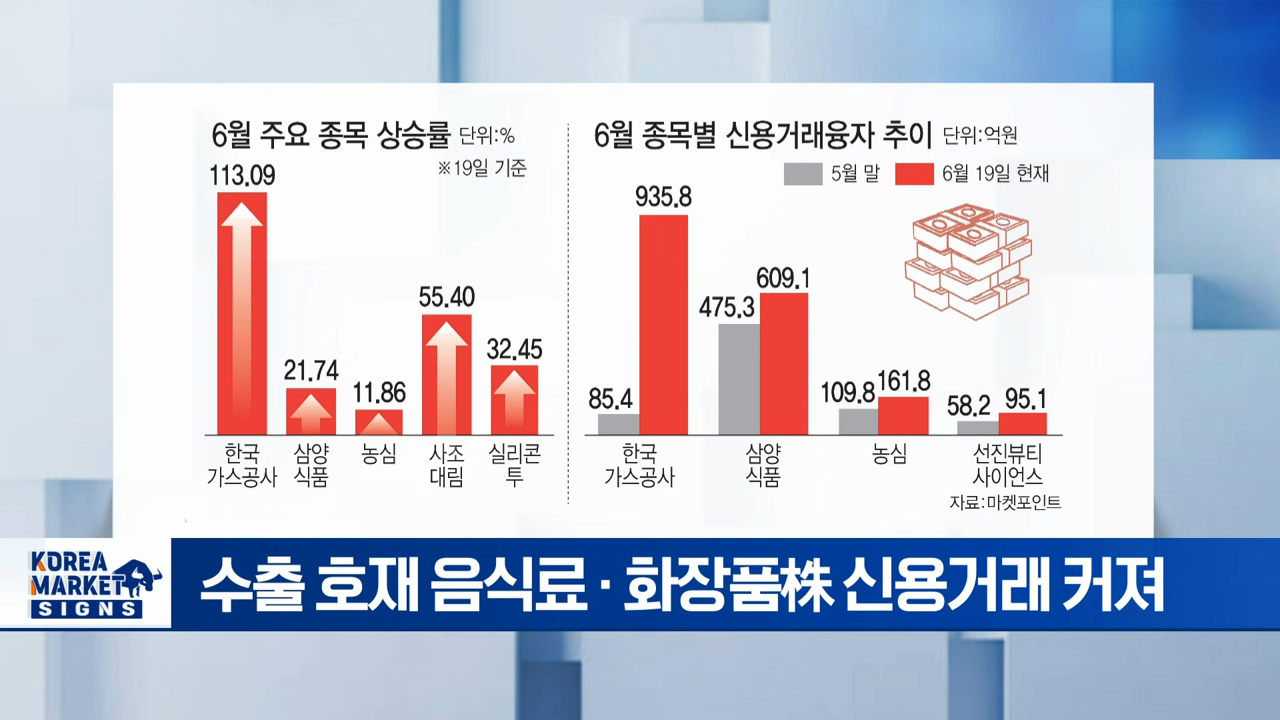 6월 주요 종목 상승률 단위:%
※19일 기준
113.09
21.74
11.86
55.40
32.45
한국
가스공사
삼양
식품
농심
사조
대림
실리콘
투
6월 종목별 신용거래융자 추이 단위:억원
5월 말
6월 19일 현재
85.4
935.8
475.3
609.1
109.8
161.8
58.2
95.1
한국
가스공사
삼양
식품
농심
선진뷰티
사이언스
자료:마켓포인트
KOREA
MARKET
SIGNS
수출 호재 음식료·화장품株 신용거래 커져